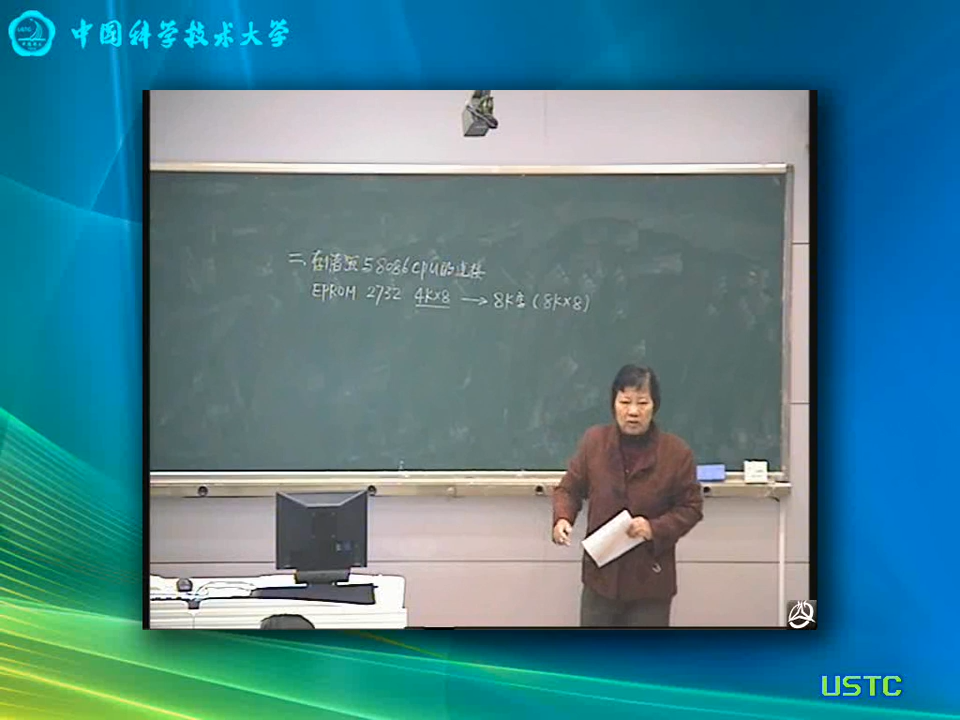 中国科学技术大学
二、存储器与8086CPU的连接
EPROM 2732 4K×8 → 8K字(8K×8)
USTC